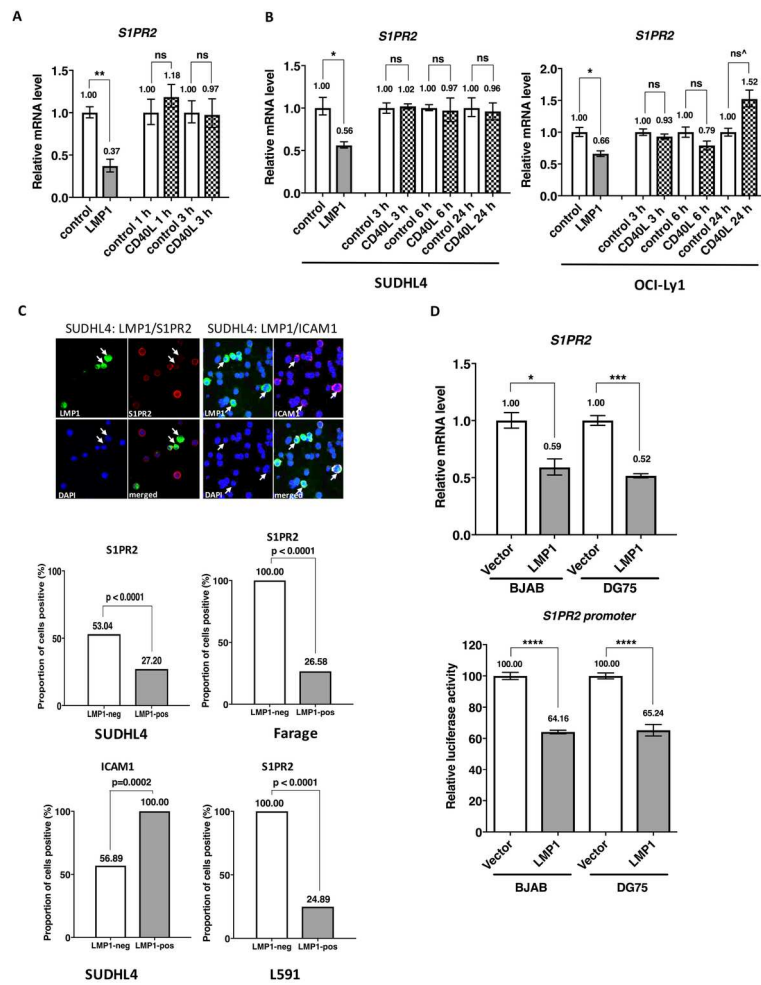 A
S1PR2
Relative mRNA level
1.5
1.0
0.5
0.0
**
ns
ns
1.00
0.37
1.00
1.18
1.00
0.97
control
LMP1
control 1 h
CD40L 1 h
control 3 h
CD40L 3 h
B
S1PR2
Relative mRNA level
1.5
1.0
0.5
0.0
*
ns
ns
ns
1.00
0.56
1.00
1.02
1.00
0.97
1.00
0.96
control
LMP1
control 3 h
CD40L 3 h
control 6 h
CD40L 6 h
control 24 h
CD40L 24 h
SUDHL4
S1PR2
Relative mRNA level
2.0
1.5
1.0
0.5
0.0
*
ns
ns
ns^
1.00
0.66
1.00
0.93
1.00
0.79
1.00
1.52
control
LMP1
control 3 h
CD40L 3 h
control 6 h
CD40L 6 h
control 24 h
CD40L 24 h
OCI-Ly1
C
SUDHL4: LMP1/S1PR2
SUDHL4: LMP1/ICAM1
LMP1
S1PR2
LMP1
ICAM1
DAPI
merged
DAPI
merged
S1PR2
Proportion of cells positive (%)
100
50
0
p < 0.0001
53.04
27.20
LMP1-neg
LMP1-pos
SUDHL4
S1PR2
Proportion of cells positive (%)
100
50
0
p < 0.0001
100.00
26.58
LMP1-neg
LMP1-pos
Farage
ICAM1
Proportion of cells positive (%)
100
50
0
p=0.0002
56.89
100.00
LMP1-neg
LMP1-pos
SUDHL4
S1PR2
Proportion of cells positive (%)
100
50
0
p < 0.0001
100.00
24.89
LMP1-neg
LMP1-pos
L591
D
S1PR2
Relative mRNA level
1.5
1.0
0.5
0.0
*
***
1.00
0.59
1.00
0.52
Vector
LMP1
Vector
LMP1
BJAB
DG75
S1PR2 promoter
Relative luciferase activity
120
100
80
60
40
20
0
****
****
100.00
64.16
100.00
65.24
Vector
LMP1
Vector
LMP1
BJAB
DG75